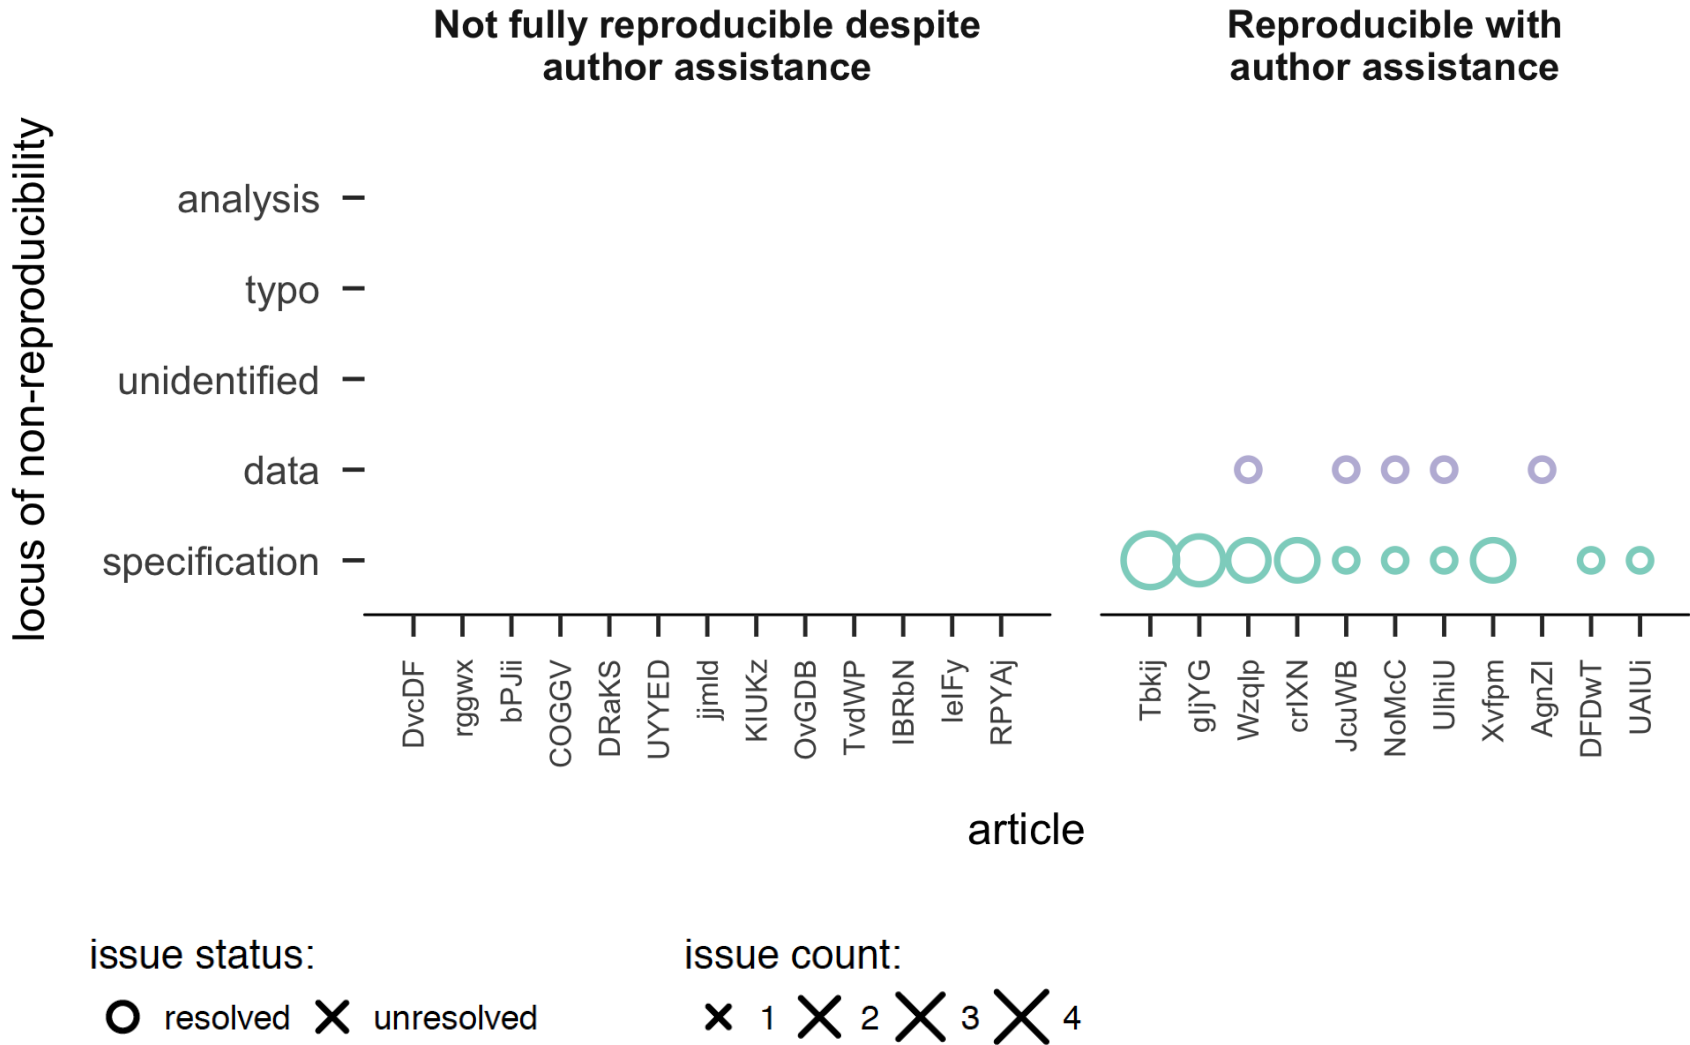 Not fully reproducible despite
author assistance
Reproducible with
author assistance
locus of non-reproducibility
analysis
typo
unidentified
data
specification
DvcDF
rggwx
bPJii
COGGV
DRaKS
UYYED
jjmld
KIUKz
OvGDB
TvdWP
IBRbN
IeIFy
RPYAj
Tbkij
gljYG
Wzqlp
crlXN
JcuWB
NoMcC
UlhiU
Xvfpm
AgnZI
DFDwT
UAIUi
article
issue status:
resolved
unresolved
issue count:
1
2
3
4